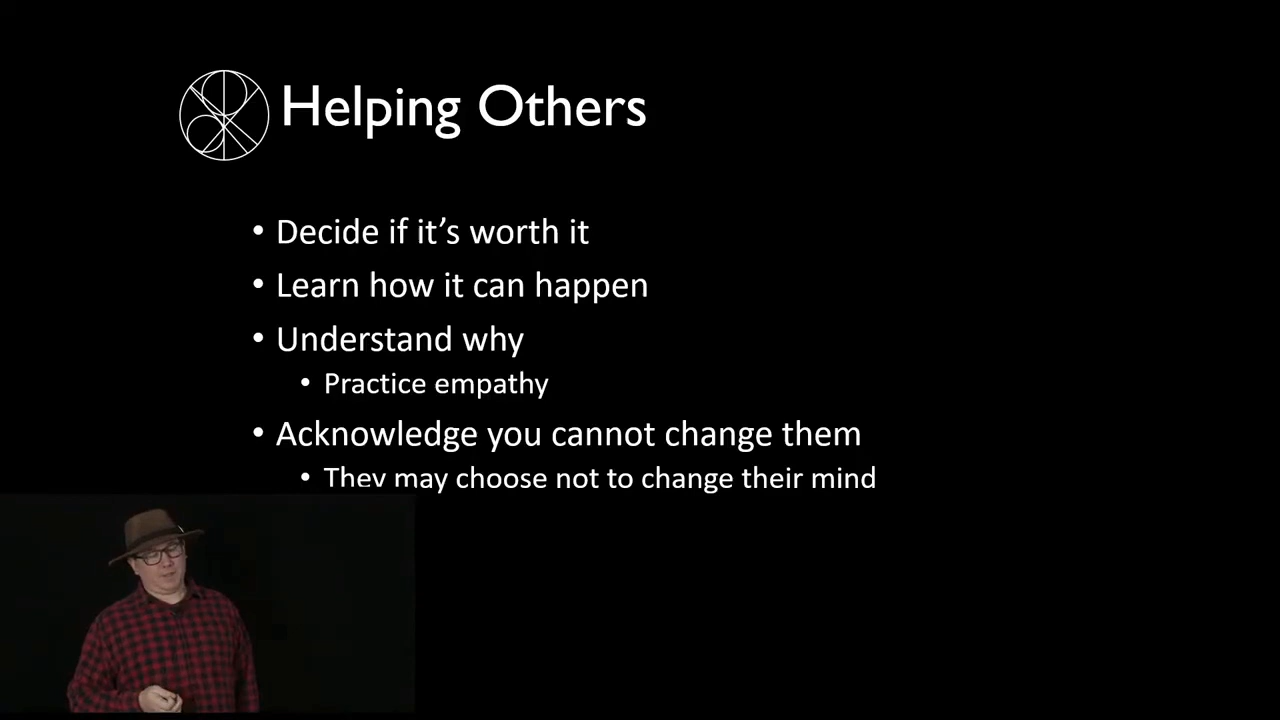 Helping Others
• Decide if it's worth it
• Learn how it can happen
• Understand why
• Practice empathy
• Acknowledge you cannot change them
• They may choose not to change their mind